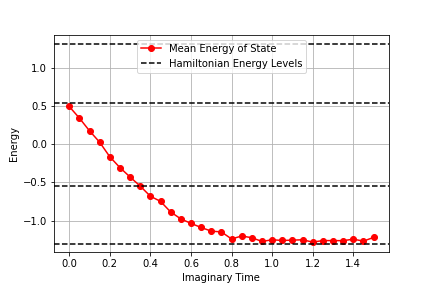 Mean Energy of State
Hamiltonian Energy Levels
1.0
0.5
0.0
−0.5
−1.0
Energy
0.0 0.2 0.4 0.6 0.8 1.0 1.2 1.4
Imaginary Time